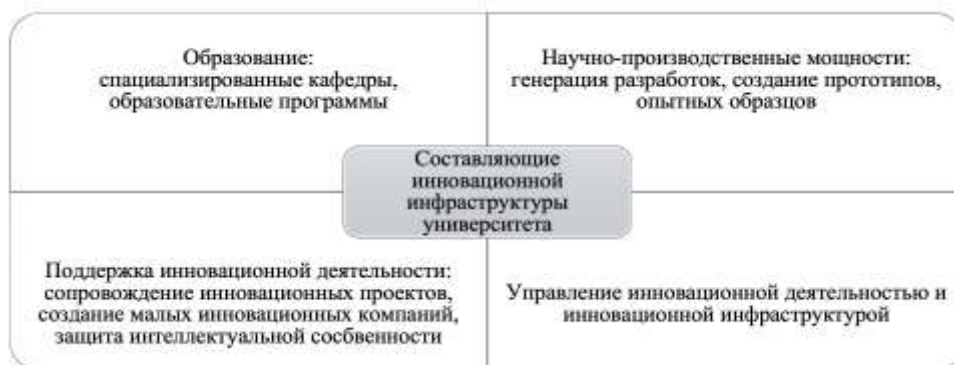 Образование:
спациализированные кафедры,
образовательные программы
Научно-производственные мощности:
генерация разработок, создание прототипов,
опытных образцов
Составляющие
инновационной
инфраструктуры
университета
Поддержка инновационной деятельности:
сопровождение инновационных проектов,
создание малых инновационных компаний,
защита интеллектуальной сосбвенности
Управление инновационной деятельностью и
инновационной инфраструктурой